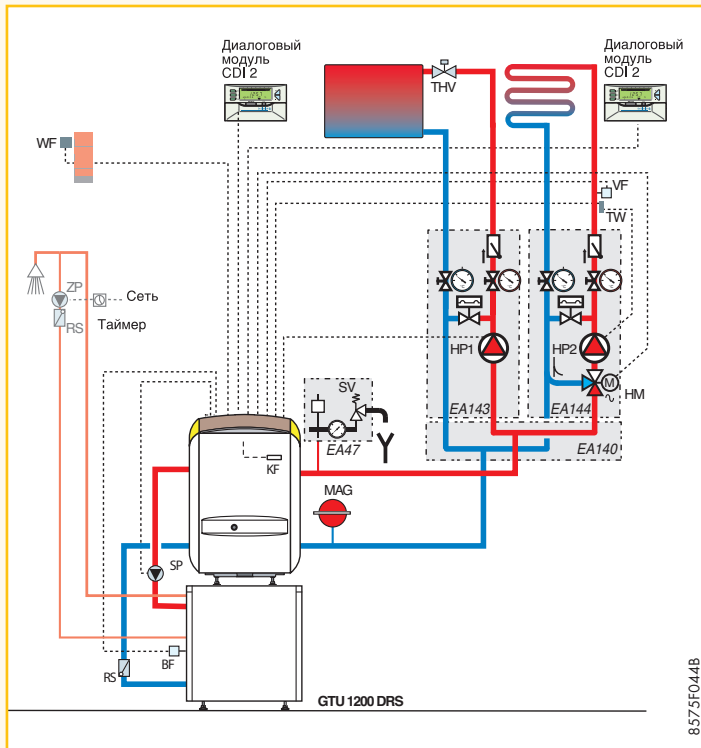 Диалоговый
модуль
CDI 2
Диалоговый
модуль
CDI 2
THV
WF
VF
TW
ZP
Сеть
RS
Таймер
HP1
HP2
M
HM
SV
EA143
EA144
EA47
EA140
KF
MAG
SP
BF
RS
GTU 1200 DRS
8575F044B